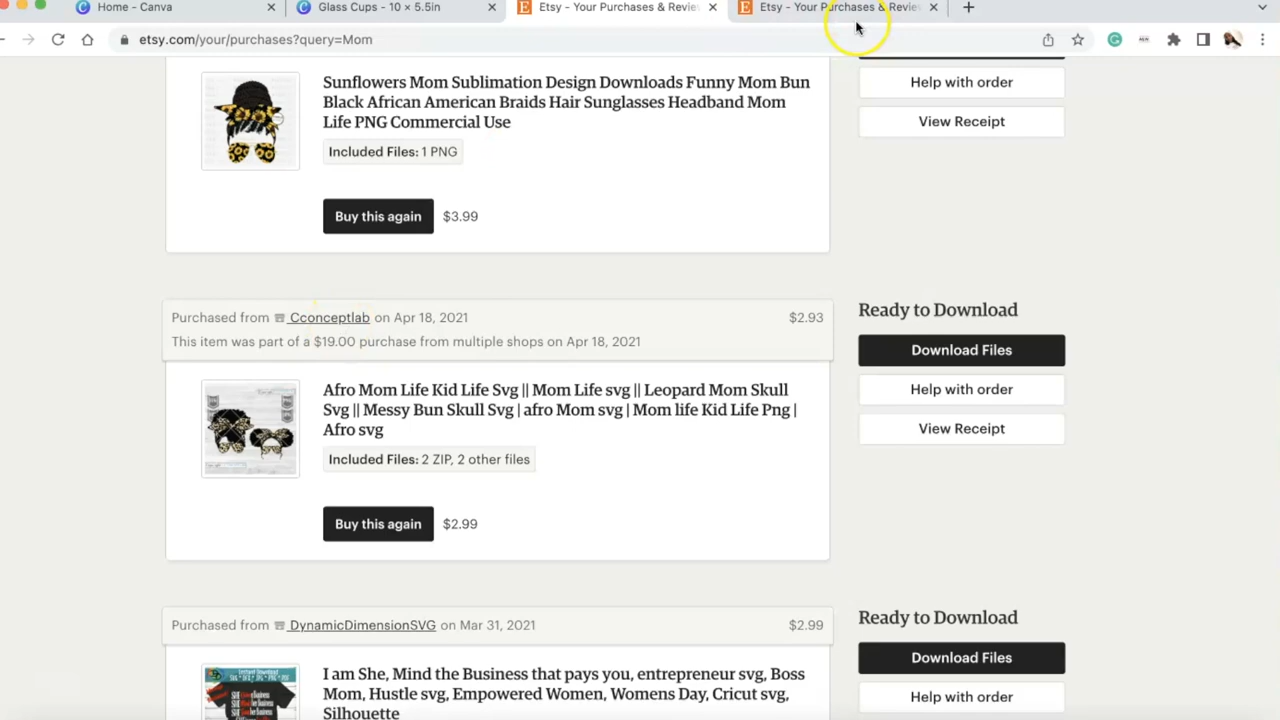 Home - Canva
Glass Cups - 10 × 5.5in
Etsy - Your Purchases & Review
Etsy - Your Purchases & Review
etsy.com/your/purchases?query=Mom
Sunflowers Mom Sublimation Design Downloads Funny Mom Bun
Black African American Braids Hair Sunglasses Headband Mom
Life PNG Commercial Use
Included Files: 1 PNG
Buy this again $3.99
Help with order
View Receipt
Purchased from Cconceptlab on Apr 18, 2021 $2.93
This item was part of a $19.00 purchase from multiple shops on Apr 18, 2021
Afro Mom Life Kid Life Svg || Mom Life svg || Leopard Mom Skull
Svg || Messy Bun Skull Svg | afro Mom svg | Mom life Kid Life Png |
Afro svg
Included Files: 2 ZIP, 2 other files
Buy this again $2.99
Ready to Download
Download Files
Help with order
View Receipt
Purchased from DynamicDimensionSVG on Mar 31, 2021 $2.99
I am She, Mind the Business that pays you, entrepreneur svg, Boss
Mom, Hustle svg, Empowered Women, Womens Day, Cricut svg,
Silhouette
Ready to Download
Download Files
Help with order